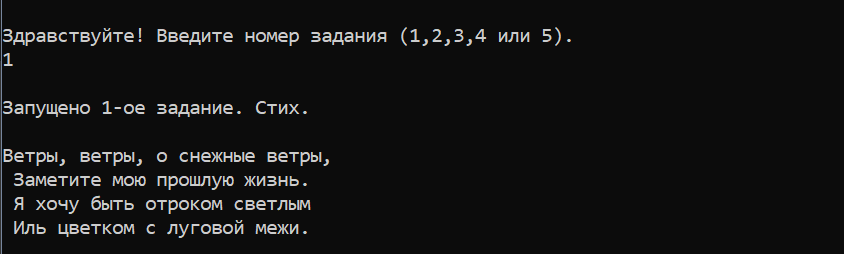 Здравствуйте! Введите номер задания (1,2,3,4 или 5).
1
Запущено 1-ое задание. Стих.
Ветры, ветры, о снежные ветры,
Заметите мою прошлую жизнь.
Я хочу быть отроком светлым
Иль цветком с луговой межи.